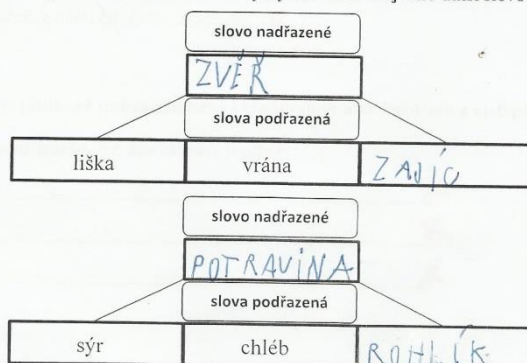 slovo nadřazené
ZVĚŘ
slova podřazená
liška vrána ZAJÍC
slovo nadřazené
POTRAVINA
slova podřazená
sýr chléb ROHLÍK